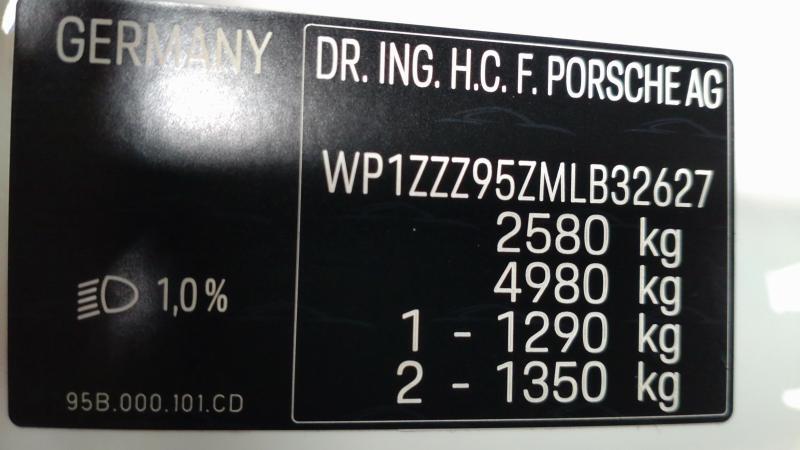 GERMANY
DR. ING. H.C. F. PORSCHE AG
WP1ZZZ95ZMLB32627
2580 kg
4980 kg
1 - 1290 kg
2 - 1350 kg
1,0%
95B.000.101.CD